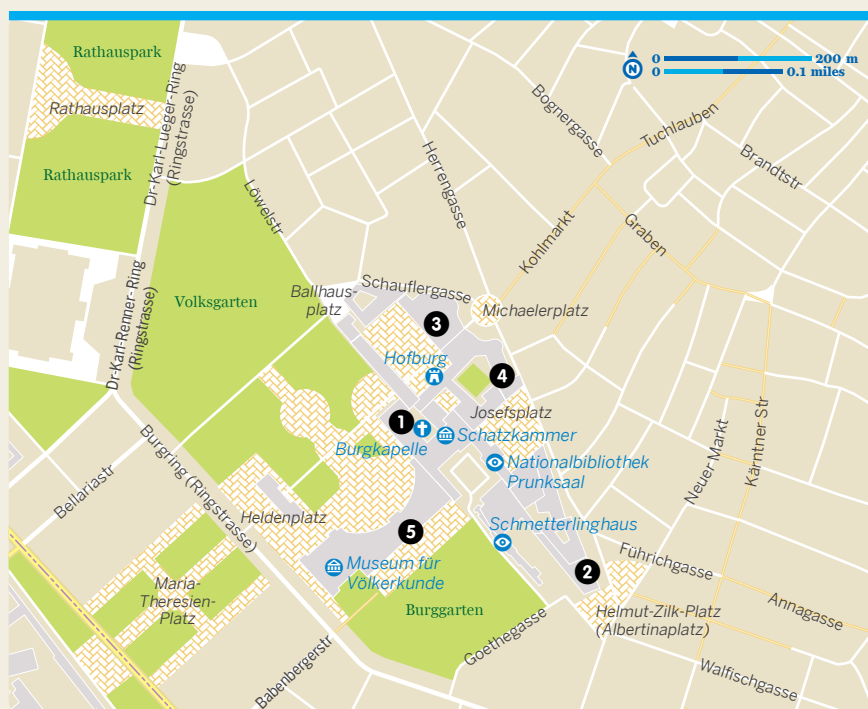 Rathauspark
Rathausplatz
Rathauspark
Dr-Karl-Lueger-Ring
(Ringstrasse)
N
0
200 m
0
0.1 miles
Bognergasse
Tuchlauben
Brandtstr
Herrengasse
Löwelstr
Graben
Kohlmarkt
Volksgarten
Ballhaus-
platz
Schauflergasse
Michaelerplatz
Dr-Karl-Renner-Ring
(Ringstrasse)
3
Hofburg
4
Josefsplatz
1
Burgkapelle
Schatzkammer
Nationalbibliothek
Prunksaal
Neuer Markt
Kärntner Str
Burgring (Ringstrasse)
Bellariastr
Heldenplatz
5
Schmetterlinghaus
Museum für
Völkerkunde
2
Führichgasse
Maria-
Theresien-
Platz
Burggarten
Helmut-Zilk-Platz
(Albertinaplatz)
Annagasse
Goethegasse
Babenbergerstr
Walfischgasse